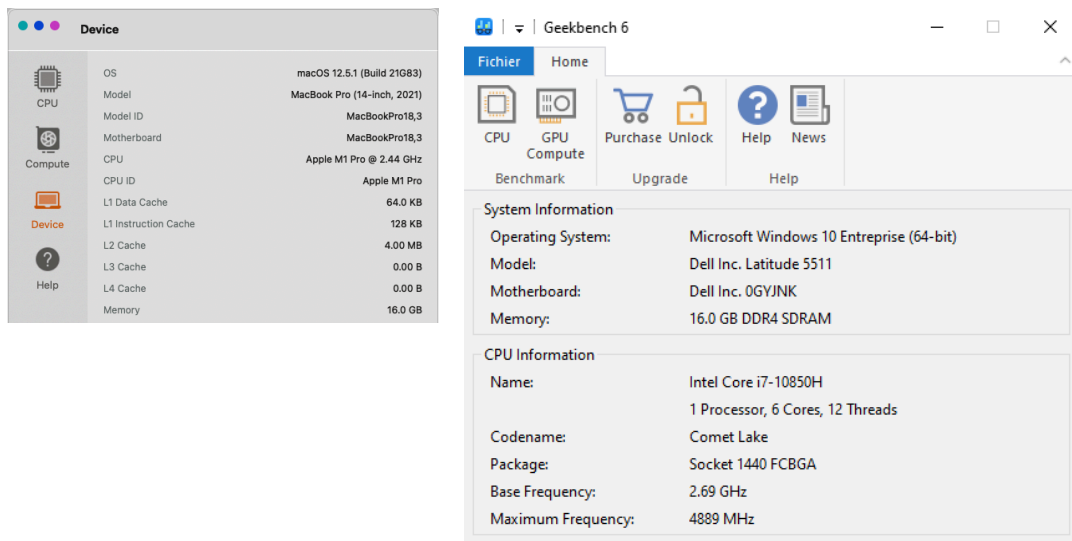 Device
CPU
Compute
Device
Help
OS macOS 12.5.1 (Build 21G83)
Model MacBook Pro (14-inch, 2021)
Model ID MacBookPro18,3
Motherboard MacBookPro18,3
CPU Apple M1 Pro @ 2.44 GHz
CPU ID Apple M1 Pro
L1 Data Cache 64.0 KB
L1 Instruction Cache 128 KB
L2 Cache 4.00 MB
L3 Cache 0.00 B
L4 Cache 0.00 B
Memory 16.0 GB
Geekbench 6
Fichier Home
CPU GPU Compute Purchase Unlock Help News
Benchmark Upgrade Help
System Information
Operating System: Microsoft Windows 10 Entreprise (64-bit)
Model: Dell Inc. Latitude 5511
Motherboard: Dell Inc. 0GYJNK
Memory: 16.0 GB DDR4 SDRAM
CPU Information
Name: Intel Core i7-10850H
1 Processor, 6 Cores, 12 Threads
Codename: Comet Lake
Package: Socket 1440 FCBGA
Base Frequency: 2.69 GHz
Maximum Frequency: 4889 MHz